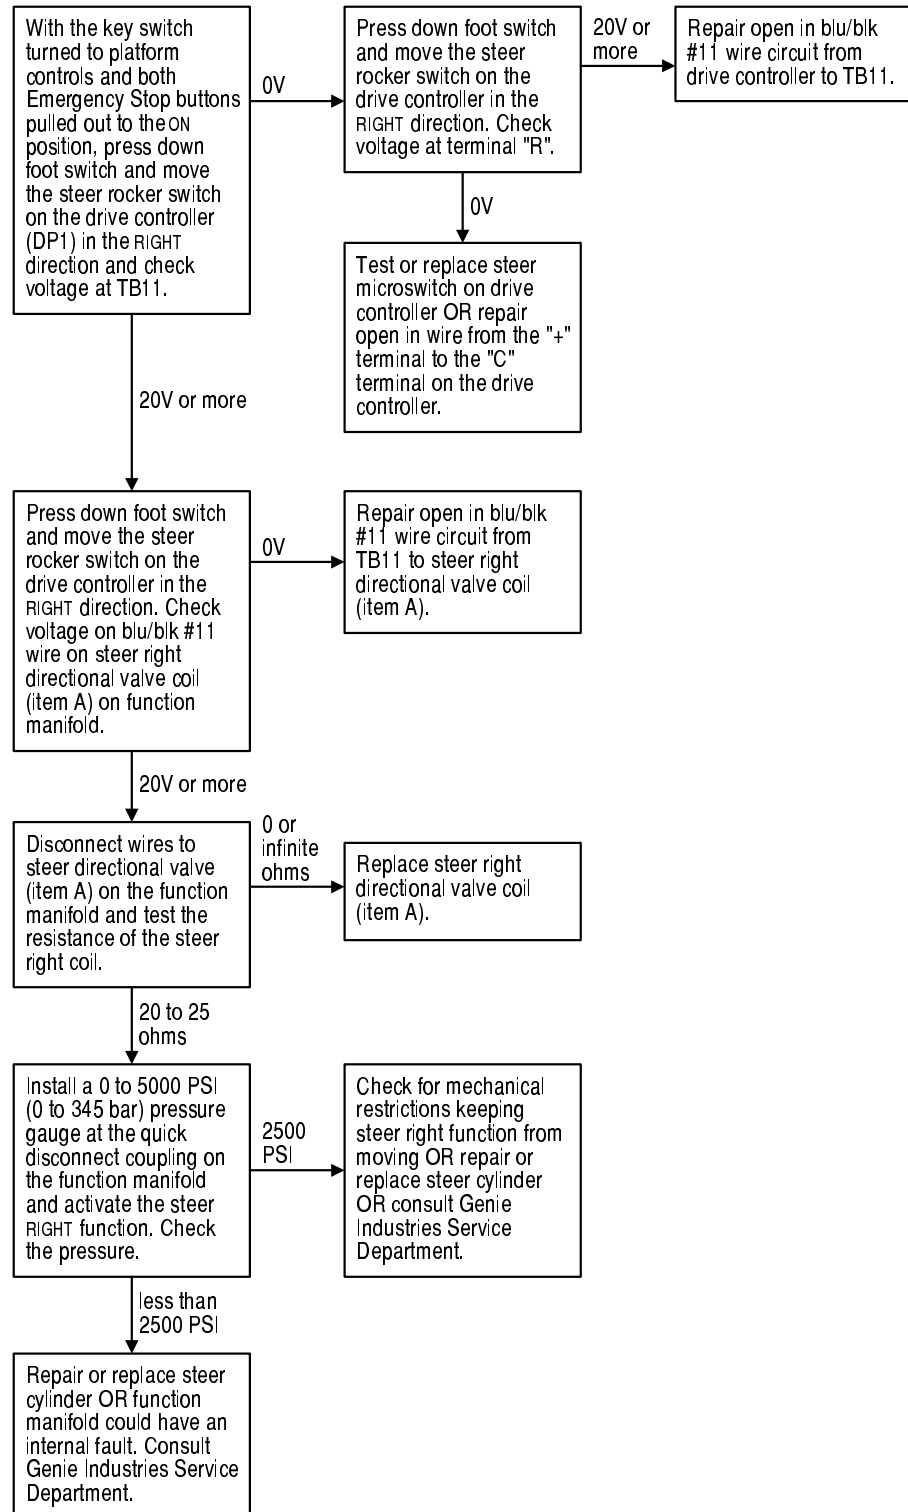 With the key switch
turned to platform
controls and both
Emergency Stop buttons
pulled out to the ON
position, press down
foot switch and move
the steer rocker switch
on the drive controller
(DP1) in the RIGHT
direction and check
voltage at TB11.
0V
Press down foot switch
and move the steer
rocker switch on the
drive controller in the
RIGHT direction. Check
voltage at terminal "R".
20V or
more
Repair open in blu/blk
#11 wire circuit from
drive controller to TB11.
0V
Test or replace steer
microswitch on drive
controller OR repair
open in wire from the "+"
terminal to the "C"
terminal on the drive
controller.
20V or more
Press down foot switch
and move the steer
rocker switch on the
drive controller in the
RIGHT direction. Check
voltage on blu/blk #11
wire on steer right
directional valve coil
(item A) on function
manifold.
0V
Repair open in blu/blk
#11 wire circuit from
TB11 to steer right
directional valve coil
(item A).
20V or more
Disconnect wires to
steer directional valve
(item A) on the function
manifold and test the
resistance of the steer
right coil.
0 or
infinite
ohms
Replace steer right
directional valve coil
(item A).
20 to 25
ohms
Install a 0 to 5000 PSI
(0 to 345 bar) pressure
gauge at the quick
disconnect coupling on
the function manifold
and activate the steer
RIGHT function. Check
the pressure.
2500
PSI
Check for mechanical
restrictions keeping
steer right function from
moving OR repair or
replace steer cylinder
OR consult Genie
Industries Service
Department.
less than
2500 PSI
Repair or replace steer
cylinder OR function
manifold could have an
internal fault. Consult
Genie Industries Service
Department.